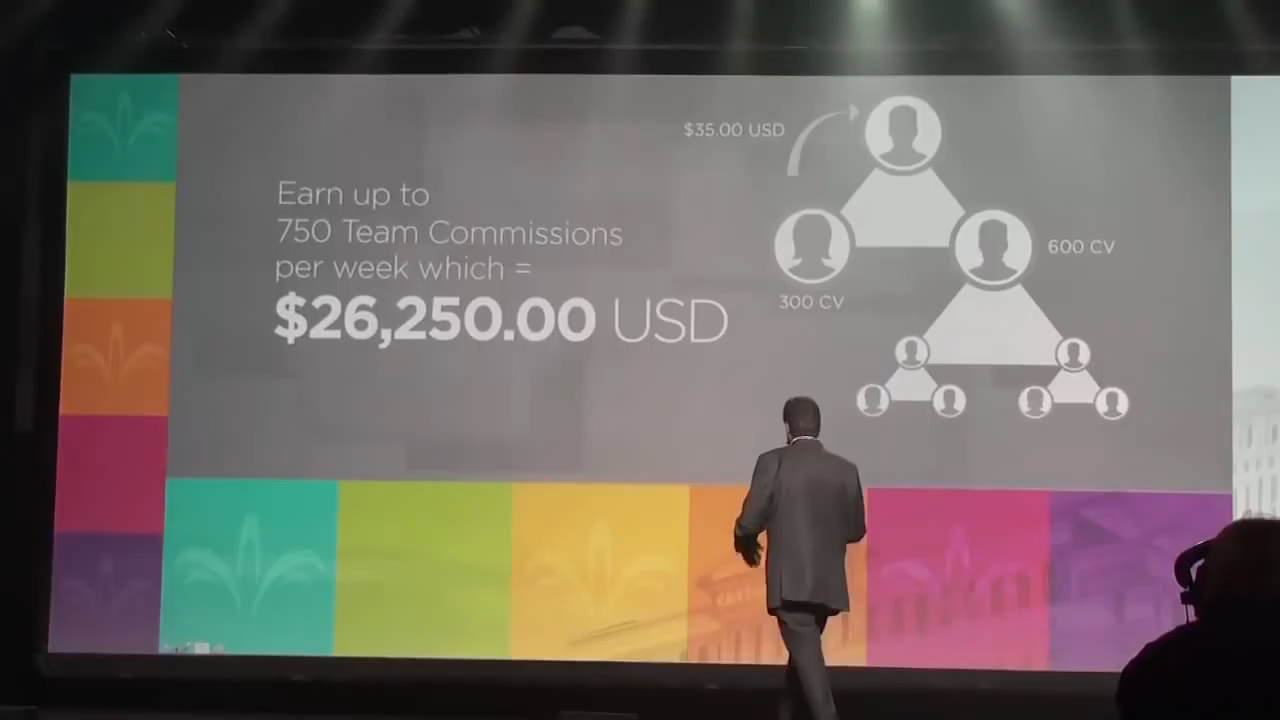 Earn up to
750 Team Commissions
per week which =
$26,250.00 USD
$35.00 USD
600 CV
300 CV